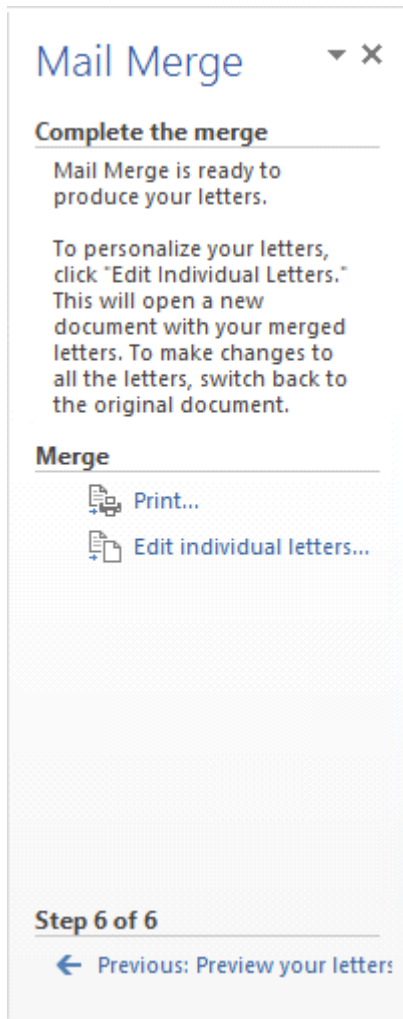 Mail Merge
Complete the merge
Mail Merge is ready to
produce your letters.
To personalize your letters,
click "Edit Individual Letters."
This will open a new
document with your merged
letters. To make changes to
all the letters, switch back to
the original document.
Merge
Print...
Edit individual letters...
Step 6 of 6
Previous: Preview your letters